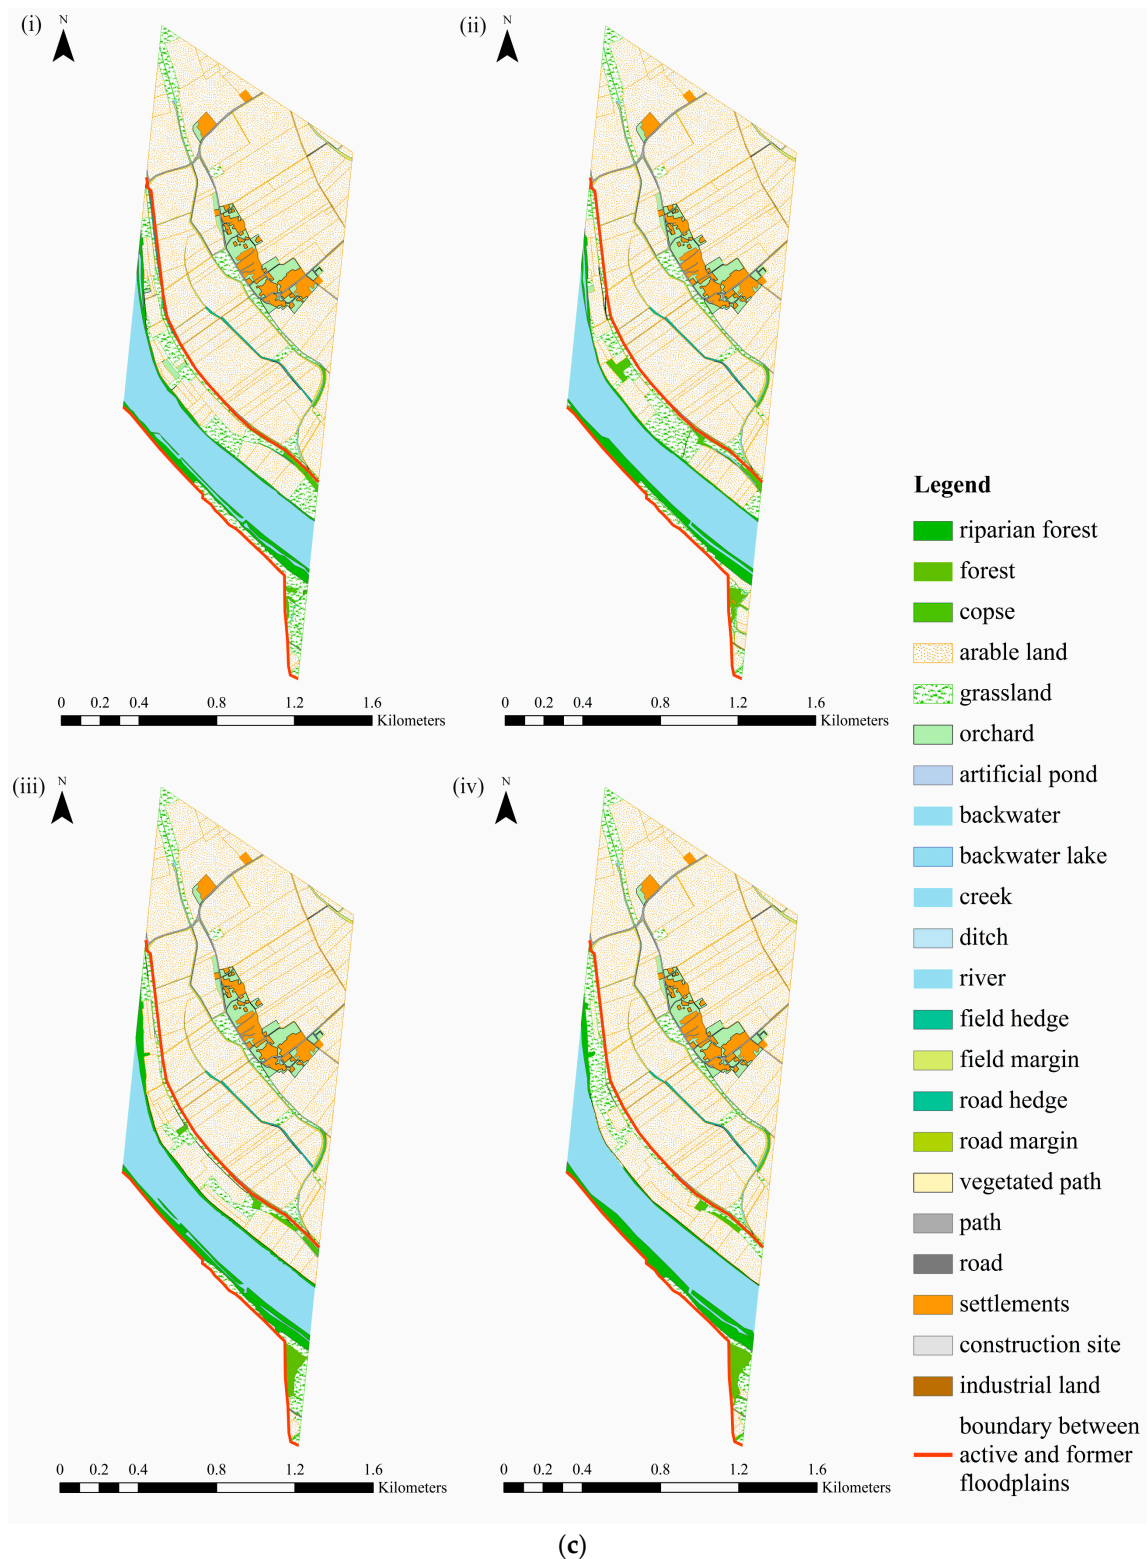 (i)
N
(ii)
N
0 0.2 0.4 0.8 1.2 1.6
Kilometers
0 0.2 0.4 0.8 1.2 1.6
Kilometers
(iii)
N
(iv)
N
0 0.2 0.4 0.8 1.2 1.6
Kilometers
0 0.2 0.4 0.8 1.2 1.6
Kilometers
Legend
riparian forest
forest
copse
arable land
grassland
orchard
artificial pond
backwater
backwater lake
creek
ditch
river
field hedge
field margin
road hedge
road margin
vegetated path
path
road
settlements
construction site
industrial land
boundary between
active and former
floodplains
(c)